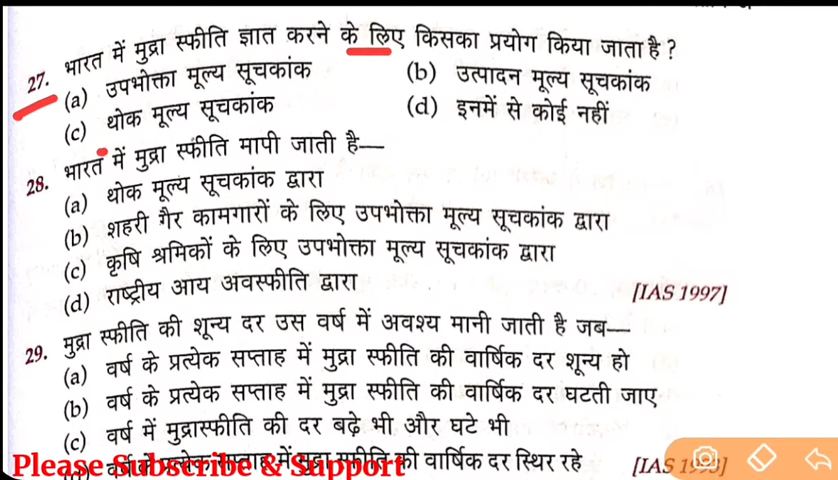 27. भारत में मुद्रा स्फीति ज्ञात करने के लिए किसका प्रयोग किया जाता है ?
(a) उपभोक्ता मूल्य सूचकांक (b) उत्पादन मूल्य सूचकांक
(c) थोक मूल्य सूचकांक (d) इनमें से कोई नहीं
28. भारत में मुद्रा स्फीति मापी जाती है—
(a) थोक मूल्य सूचकांक द्वारा
(b) शहरी गैर कामगारों के लिए उपभोक्ता मूल्य सूचकांक द्वारा
(c) कृषि श्रमिकों के लिए उपभोक्ता मूल्य सूचकांक द्वारा
(d) राष्ट्रीय आय अवस्फीति द्वारा [IAS 1997]
29. मुद्रा स्फीति की शून्य दर उस वर्ष में अवश्य मानी जाती है जब—
(a) वर्ष के प्रत्येक सप्ताह में मुद्रा स्फीति की वार्षिक दर शून्य हो
(b) वर्ष के प्रत्येक सप्ताह में मुद्रा स्फीति की वार्षिक दर घटती जाए
(c) वर्ष में मुद्रास्फीति की दर बढ़े भी और घटे भी
में मुद्रा स्फीति की वार्षिक दर स्थिर रहे [IAS
Please Subscribe & Support